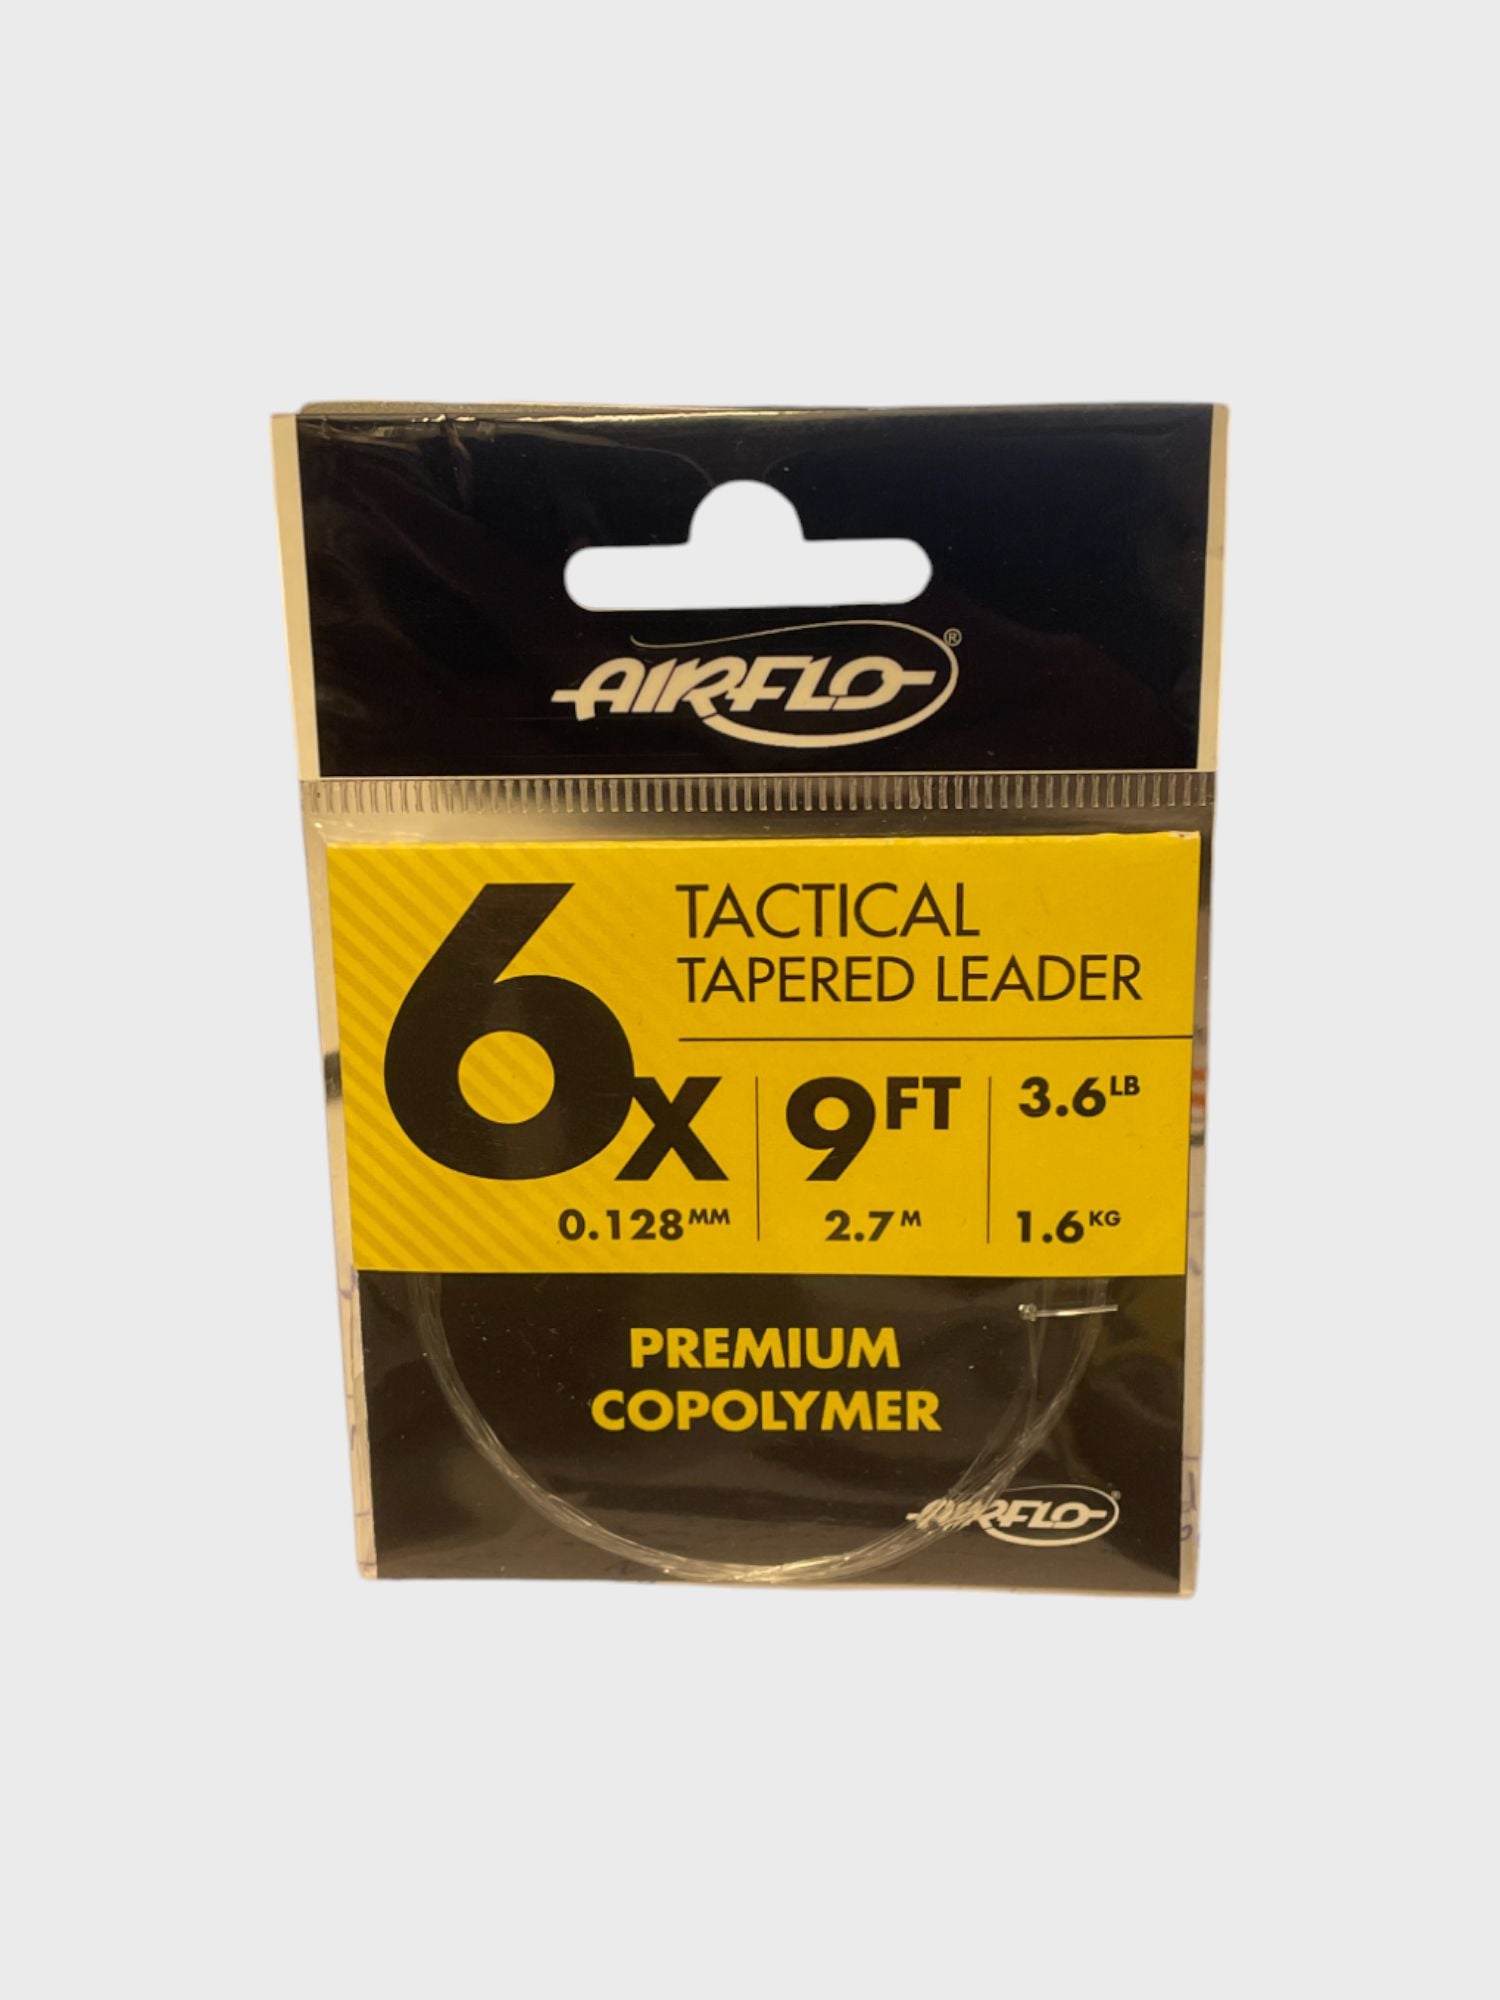 AIRFLO®
TACTICAL
TAPERED LEADER
6X
9FT
3.6LB
0.128MM
2.7M
1.6KG
PREMIUM
COPOLYMER
AIRFLO®